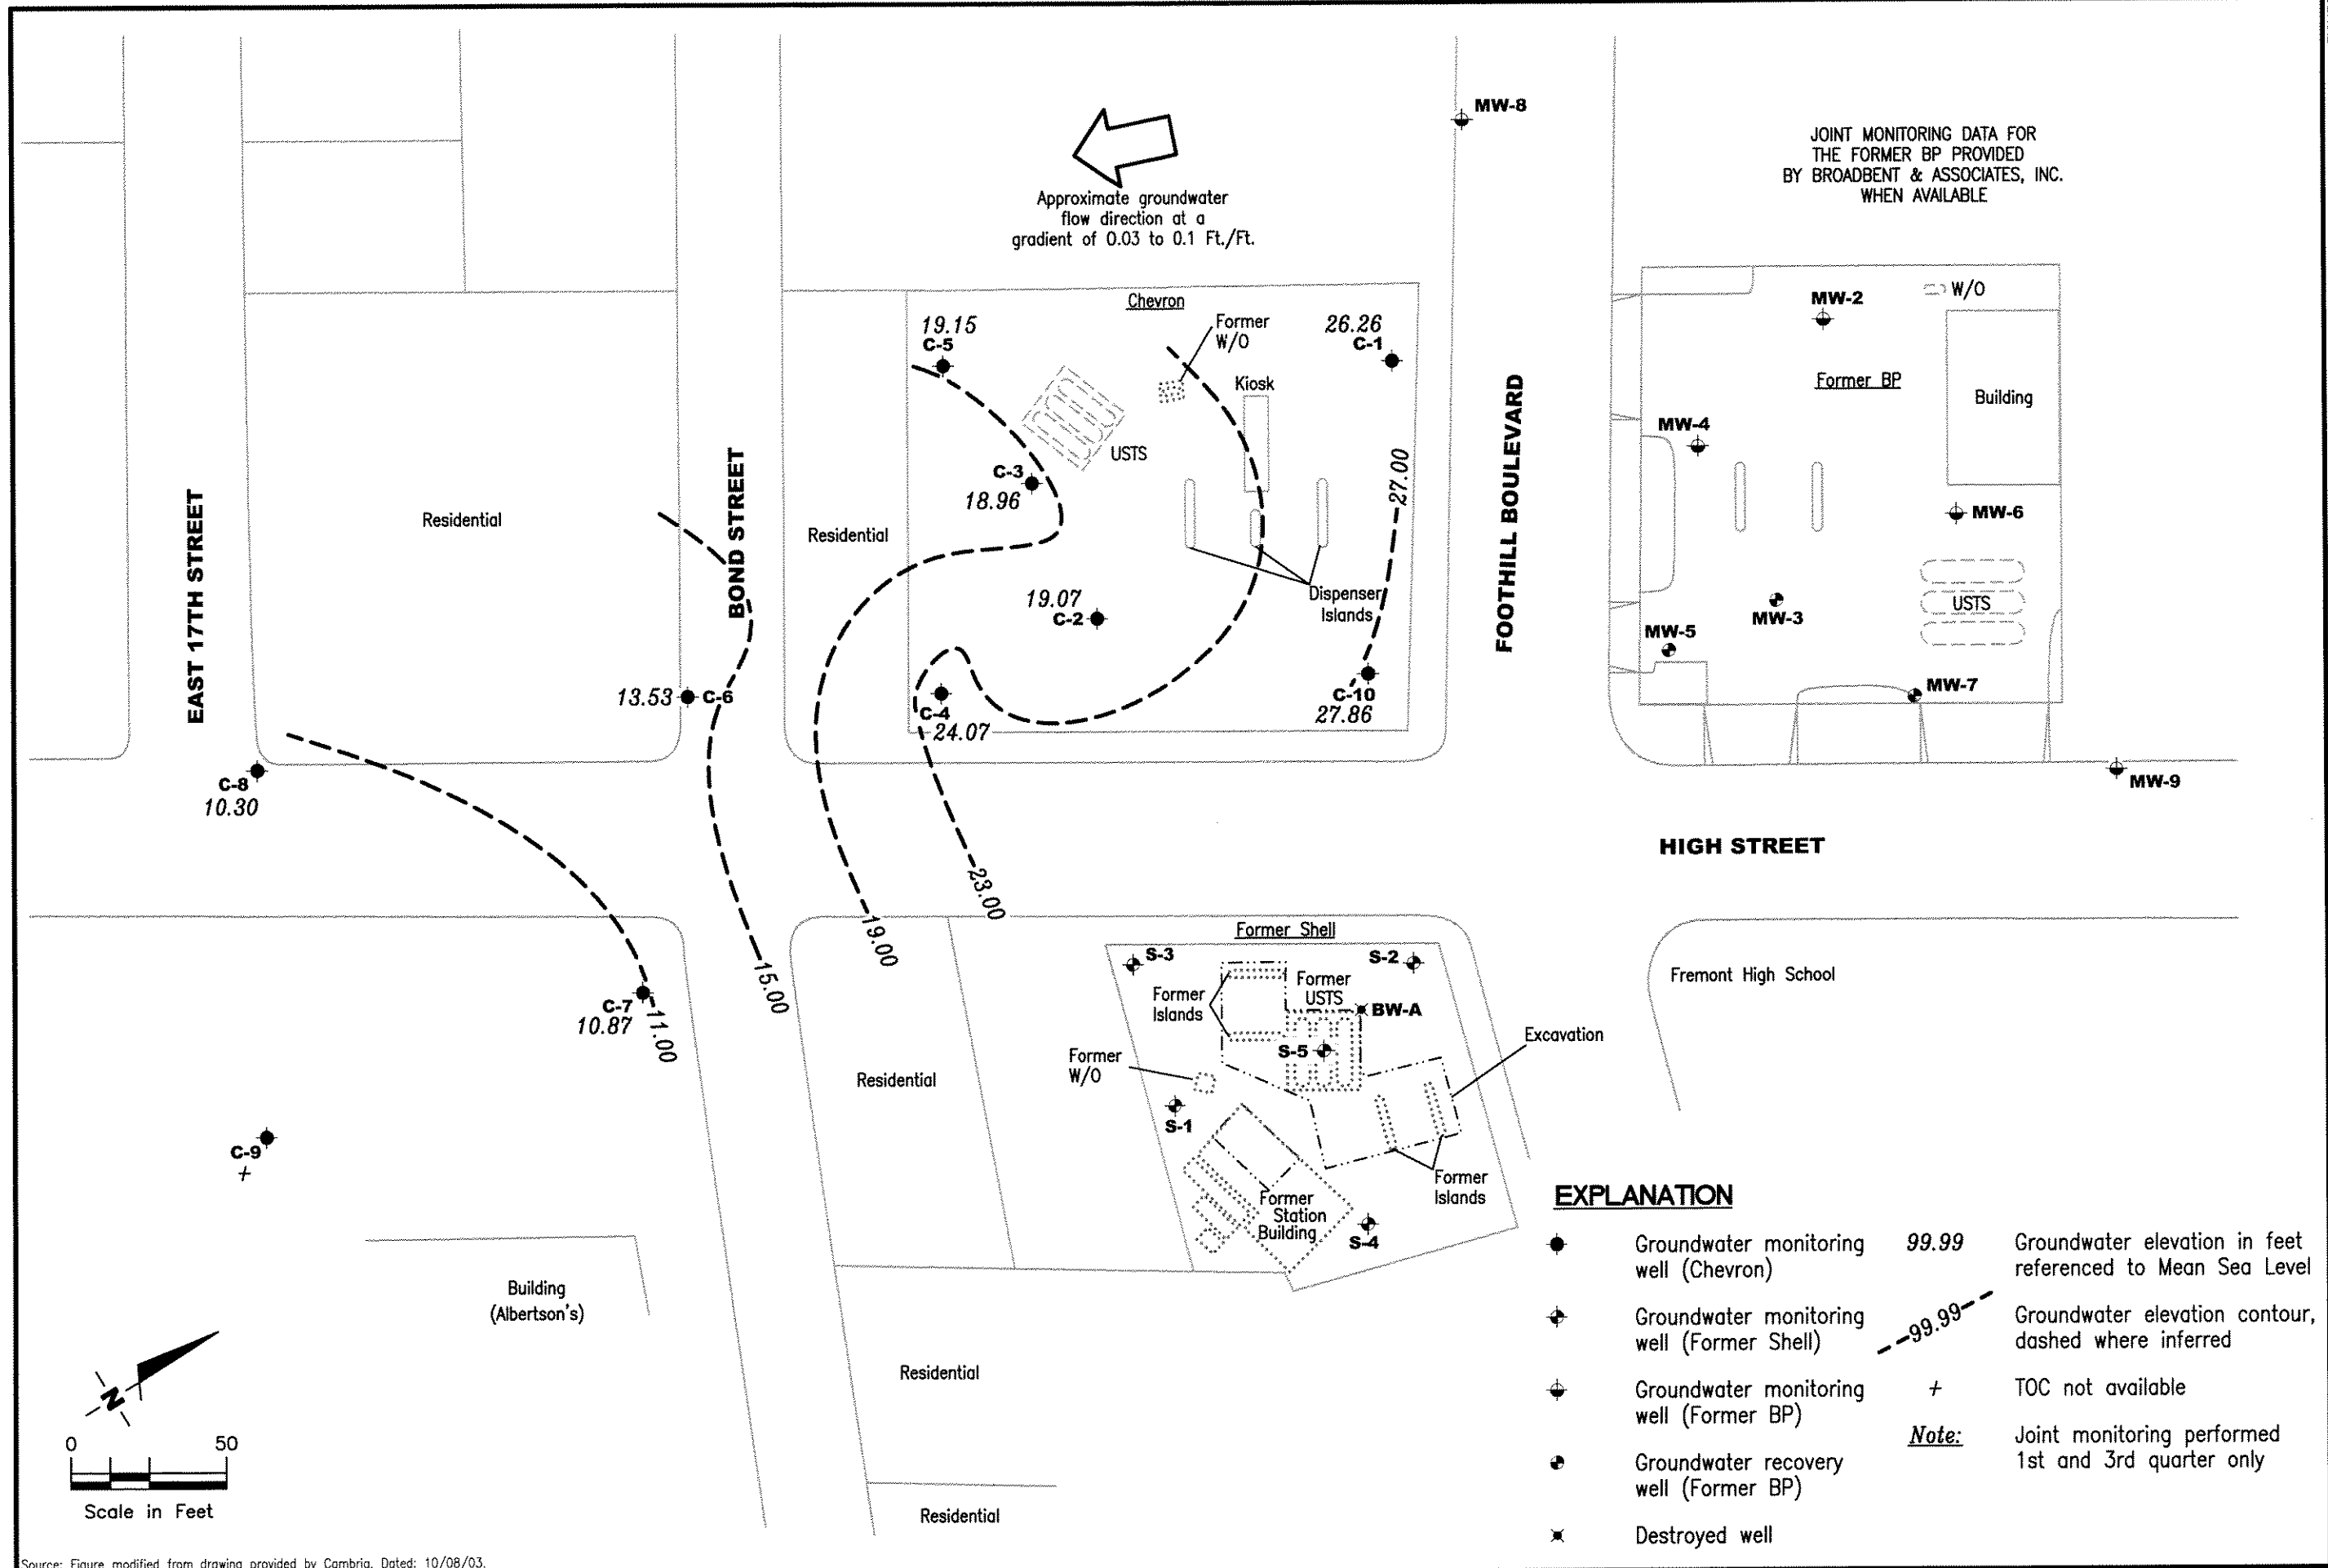 MW-8
JOINT MONITORING DATA FOR
THE FORMER BP PROVIDED
BY BROADBENT & ASSOCIATES, INC.
WHEN AVAILABLE
Approximate groundwater
flow direction at a
gradient of 0.03 to 0.1 Ft./Ft.
Chevron
19.15
C-5
Former
W/O
26.26
C-1
Kiosk
USTS
C-3
18.96
27.00
19.07
C-2
Dispenser
Islands
C-10
27.86
C-4
24.07
Residential
Residential
EAST 17TH STREET
BOND STREET
FOOTHILL BOULEVARD
MW-2
W/O
Former BP
Building
MW-4
MW-6
USTS
MW-3
MW-5
MW-7
MW-9
13.53
C-6
C-8
10.30
HIGH STREET
23.00
19.00
15.00
11.00
C-7
10.87
C-9
+
Former Shell
S-3
S-2
Former
Islands
Former
USTS
BW-A
S-5
Excavation
Former
W/O
S-1
Former
Islands
Former
Station
Building
S-4
Fremont High School
Residential
Residential
Residential
Building
(Albertson's)
N
0 50
Scale in Feet
EXPLANATION
Groundwater monitoring
well (Chevron)
Groundwater monitoring
well (Former Shell)
Groundwater monitoring
well (Former BP)
Groundwater recovery
well (Former BP)
Destroyed well
99.99 Groundwater elevation in feet
referenced to Mean Sea Level
99.99 Groundwater elevation contour,
dashed where inferred
+ TOC not available
Note: Joint monitoring performed
1st and 3rd quarter only
Source: Figure modified from drawing provided by Cambria. Dated: 10/08/03.